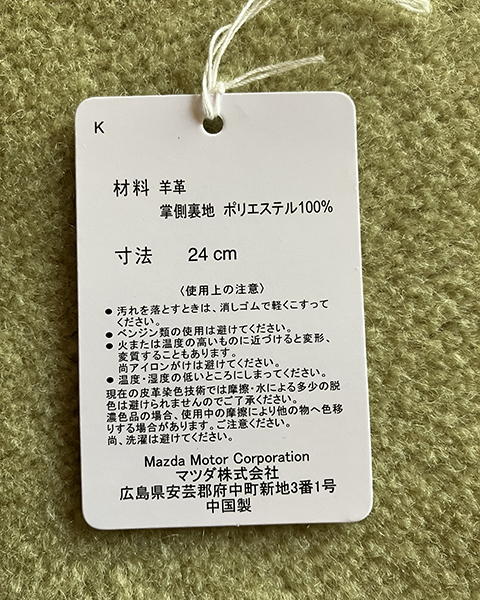 K
材料 羊革
掌側裏地 ポリエステル100%
寸法 24 cm
〈使用上の注意〉
● 汚れを落とすときは、消しゴムで軽くこすって
ください。
● ベンジン類の使用は避けてください。
● 火または温度の高いものに近づけると変形、
変質することもあります。
尚アイロンがけは避けてください。
● 温度・湿度の低いところにしまってください。
現在の皮革染色技術では摩擦・水による多少の脱
色は避けられませんのでご了承ください。
濃色品の場合、使用中の摩擦により他の物へ色移
りする場合があります。ご注意ください。
尚、洗濯は避けてください。
Mazda Motor Corporation
マツダ株式会社
広島県安芸郡府中町新地3番1号
中国製